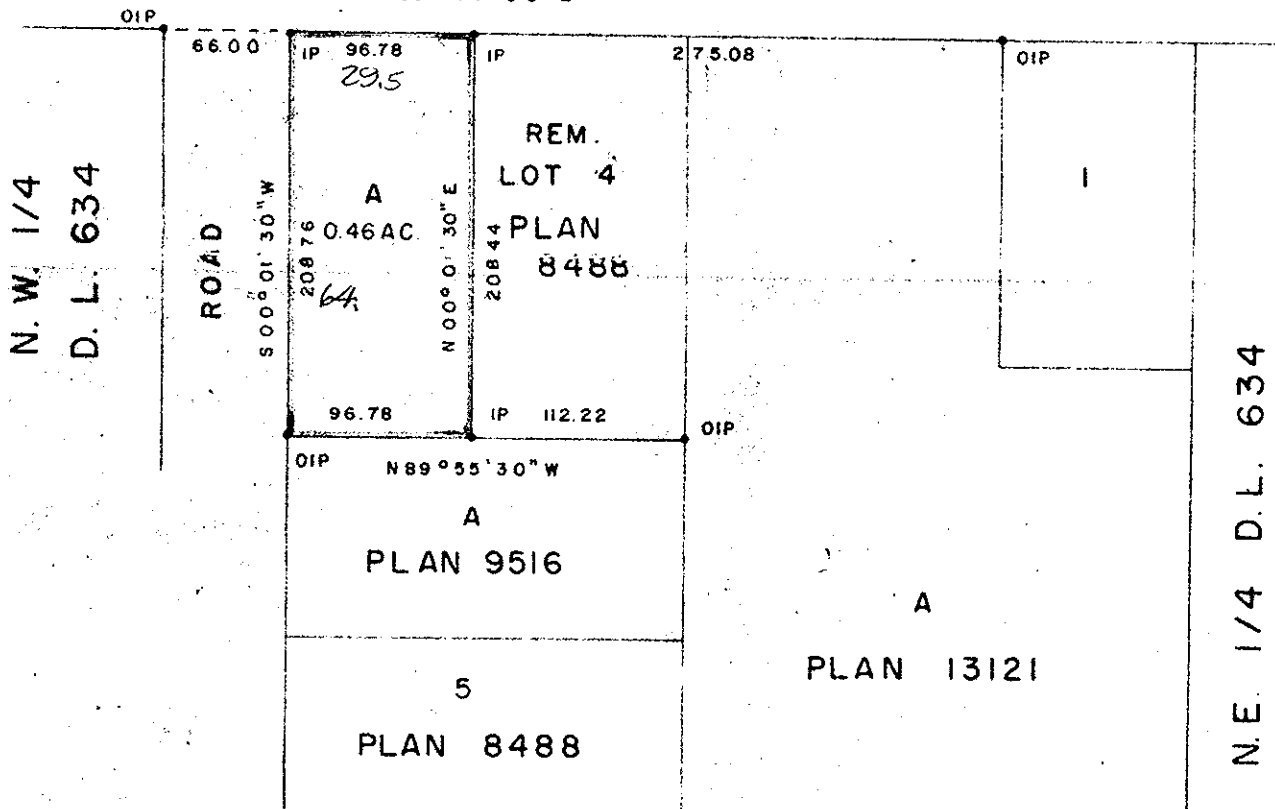 OIP
66.00
IP
96.78
29.5
IP
275.08
OIP
N. W. 1/4
D. L. 634
ROAD
S 00° 01' 30" W
208 76
64.
A
0.46 AC.
N 00° 01' 30" E
208 44
REM.
LOT 4
PLAN
8488
1
96.78
IP
112.22
OIP
OIP
N 89° 55' 30" W
A
PLAN 9516
A
PLAN 13121
5
PLAN 8488
N. E. 1/4 D. L. 634